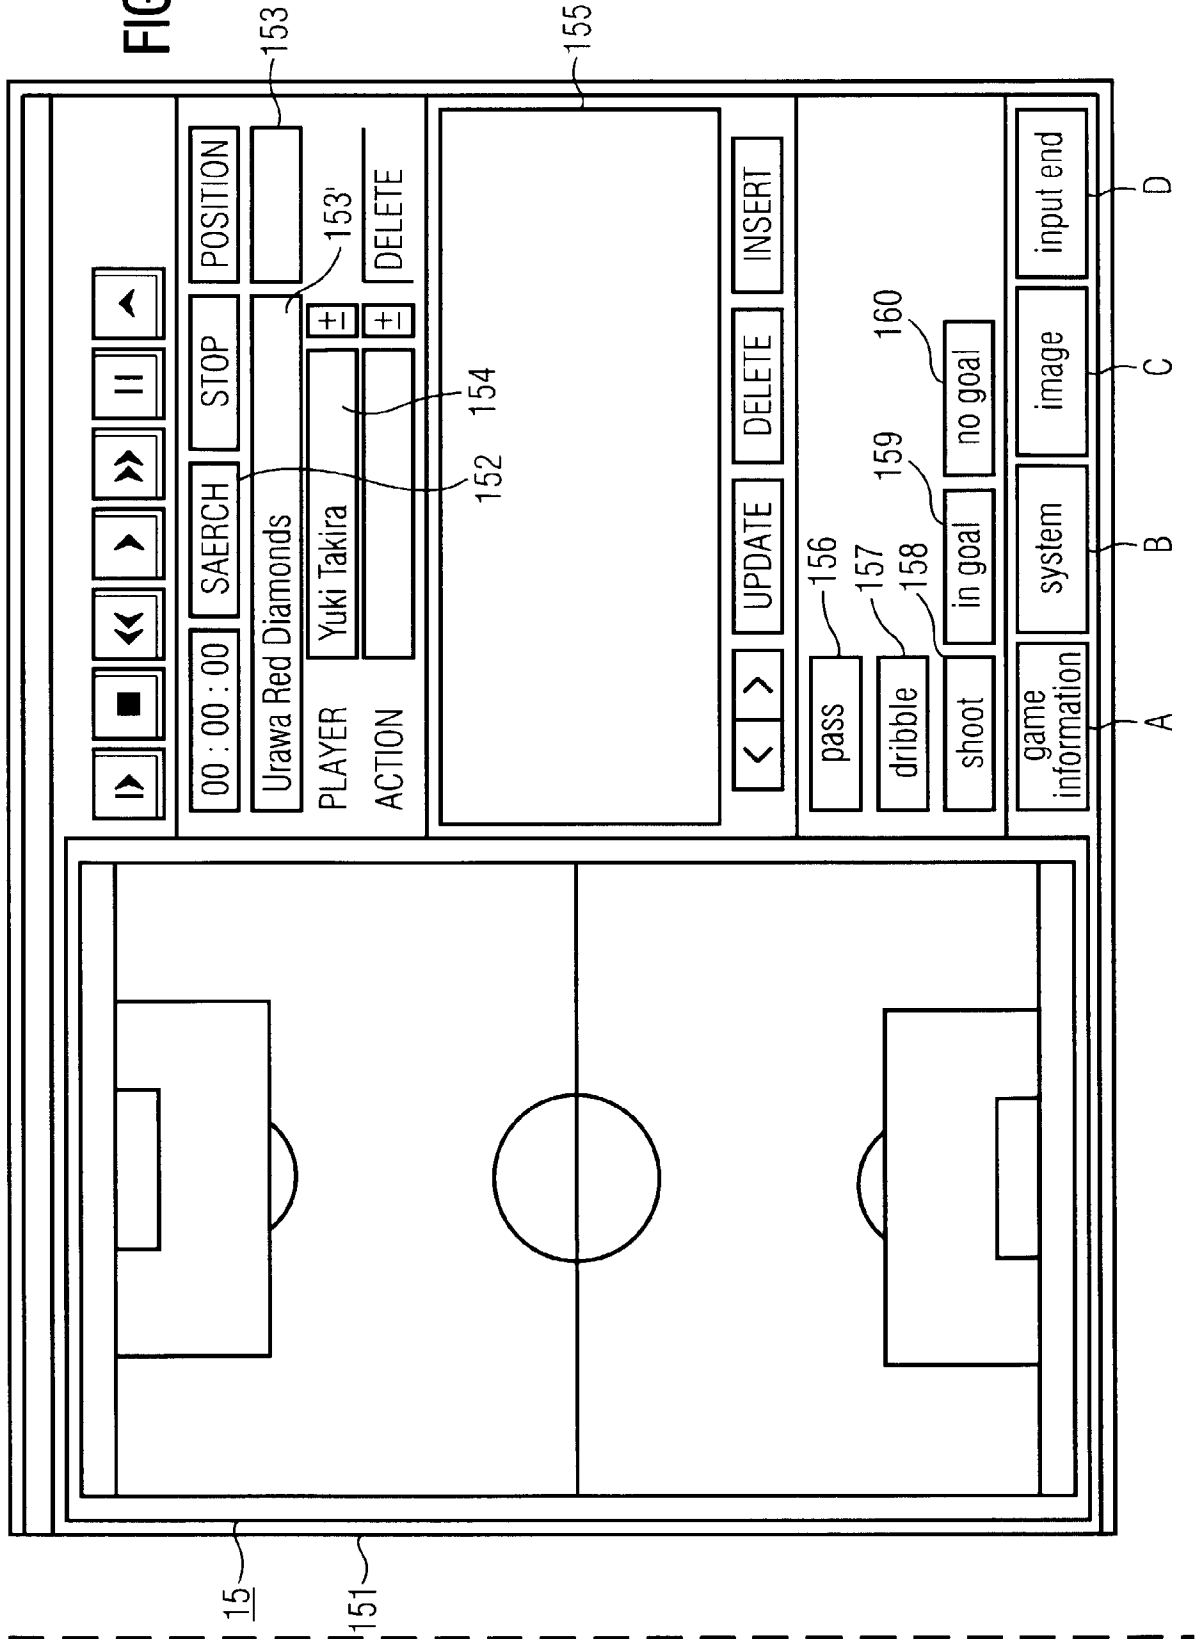 FIG
00 : 00 : 00 SAERCH STOP POSITION
153
Urawa Red Diamonds
153'
PLAYER Yuki Takira ±
ACTION ± DELETE
154
152
155
< > UPDATE DELETE INSERT
pass 156
dribble 157
158
shoot in goal 159 no goal 160
game information system image input end
A B C D
15
151